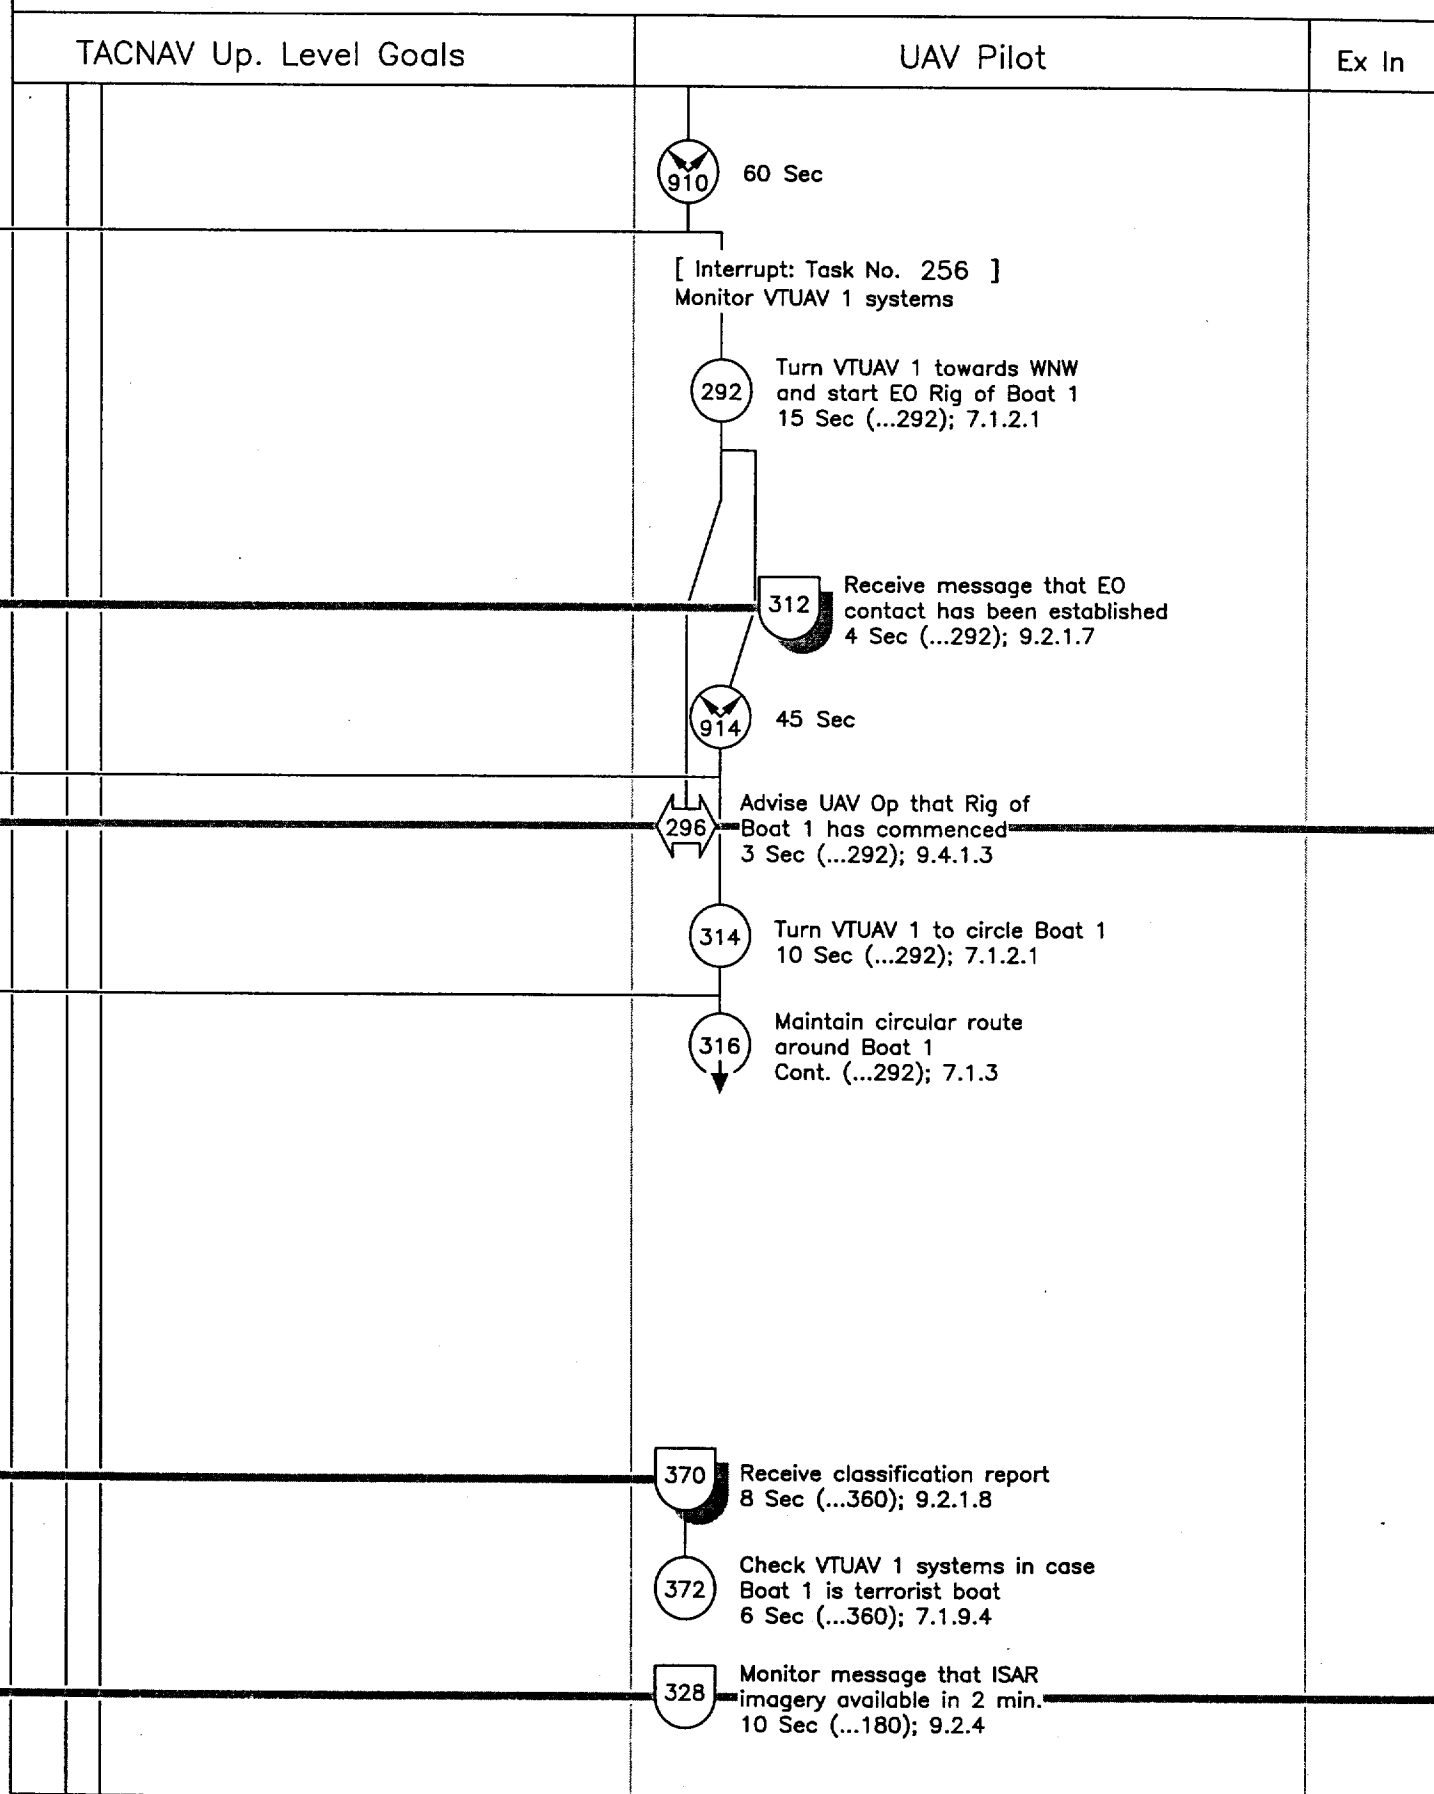 TACNAV Up. Level Goals
UAV Pilot
Ex In
910
60 Sec
[ Interrupt: Task No. 256 ]
Monitor VTUAV 1 systems
292
Turn VTUAV 1 towards WNW
and start EO Rig of Boat 1
15 Sec (...292); 7.1.2.1
312
Receive message that EO
contact has been established
4 Sec (...292); 9.2.1.7
914
45 Sec
296
Advise UAV Op that Rig of
Boat 1 has commenced
3 Sec (...292); 9.4.1.3
314
Turn VTUAV 1 to circle Boat 1
10 Sec (...292); 7.1.2.1
316
Maintain circular route
around Boat 1
Cont. (...292); 7.1.3
370
Receive classification report
8 Sec (...360); 9.2.1.8
372
Check VTUAV 1 systems in case
Boat 1 is terrorist boat
6 Sec (...360); 7.1.9.4
328
Monitor message that ISAR
imagery available in 2 min.
10 Sec (...180); 9.2.4